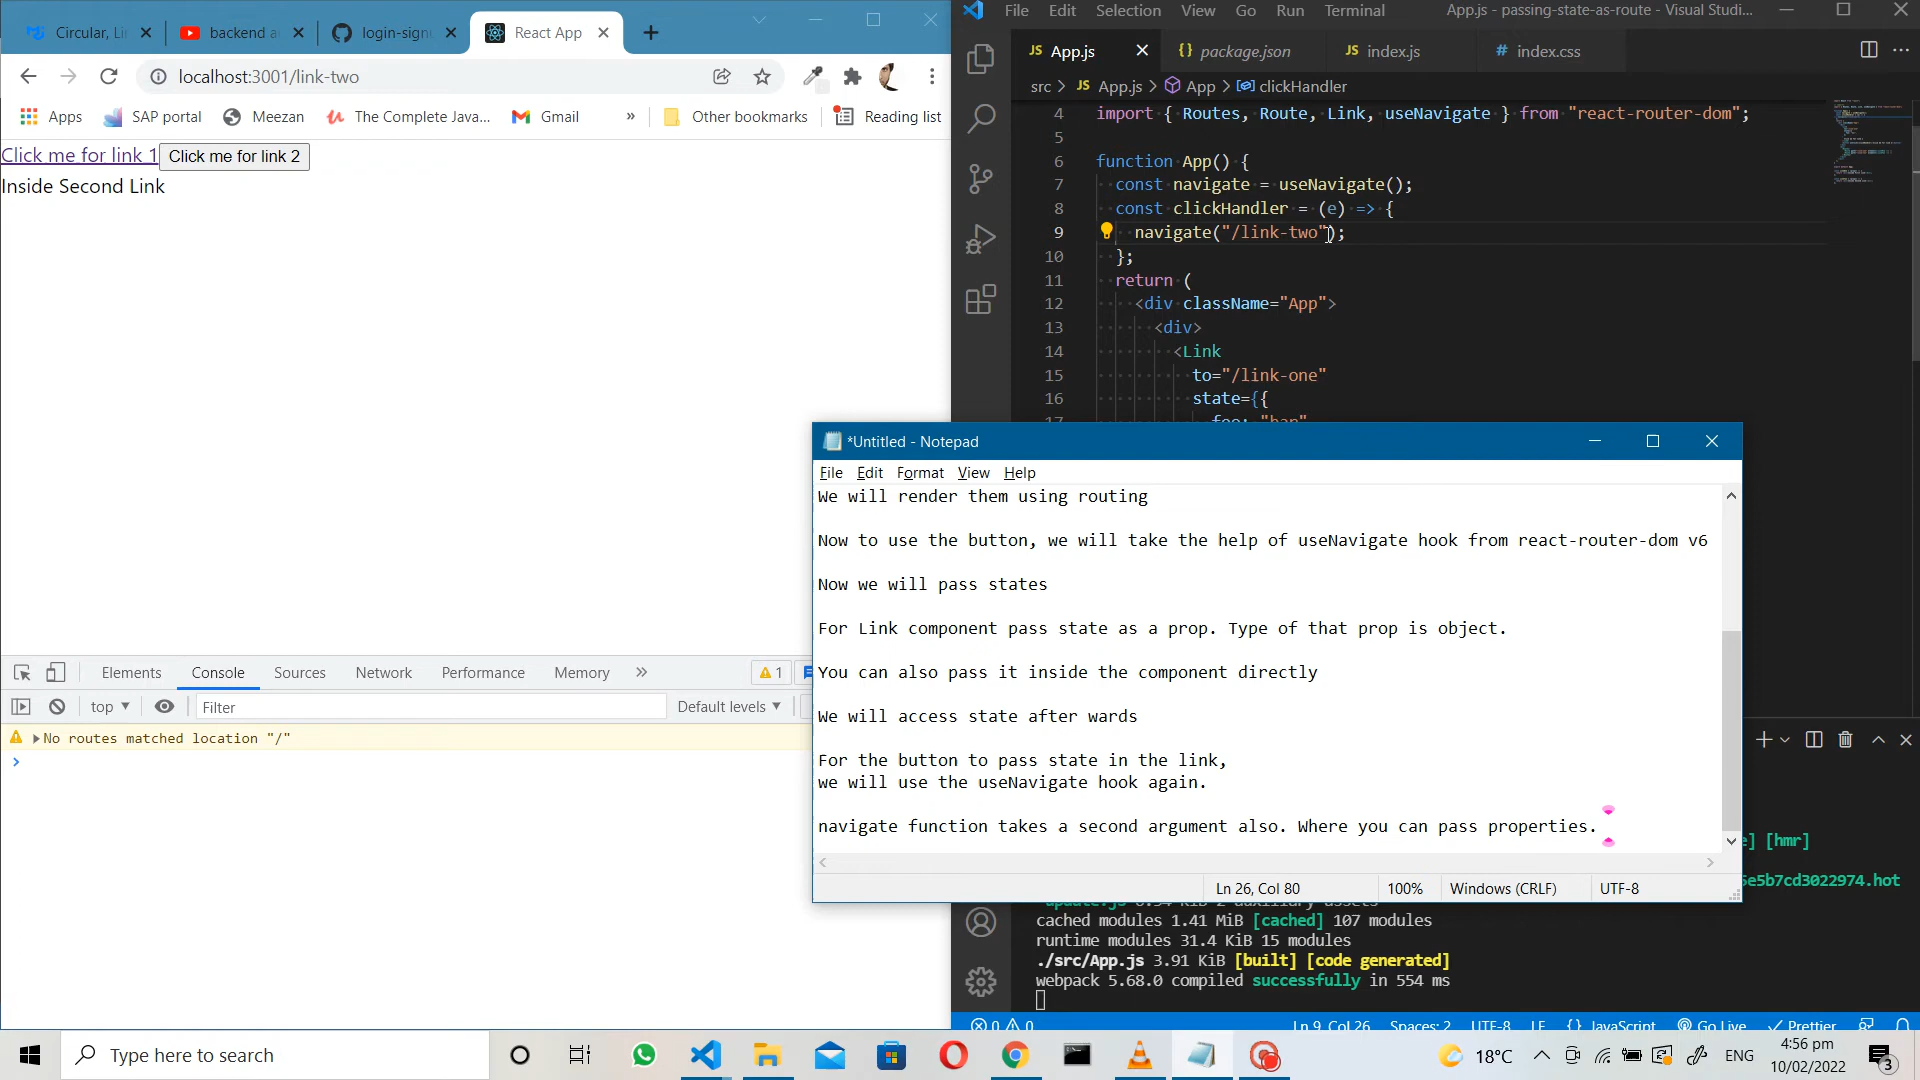 Circular, Li
backend a
login-signu
React App
localhost:3001/link-two
Apps
SAP portal
Meezan
The Complete Java...
Gmail
»
Other bookmarks
Reading list
Click me for link 1
Click me for link 2
Inside Second Link
Elements
Console
Sources
Network
Performance
Memory
»
1
top ▼
Filter
Default levels ▼
No routes matched location "/"
File Edit Selection View Go Run Terminal
App.js - passing-state-as-route - Visual Studi...
JS App.js
{} package.json
JS index.js
# index.css
src > JS App.js > App > clickHandler
4 import { Routes, Route, Link, useNavigate } from "react-router-dom";
5
6 function App() {
7 const navigate = useNavigate();
8 const clickHandler = (e) => {
9 navigate("/link-two");
10 };
11 return (
12 <div className="App">
13 <div>
14 <Link
15 to="/link-one"
16 state={{
17 foo: "bar"
*Untitled - Notepad
File Edit Format View Help
We will render them using routing
Now to use the button, we will take the help of useNavigate hook from react-router-dom v6
Now we will pass states
For Link component pass state as a prop. Type of that prop is object.
You can also pass it inside the component directly
We will access state after wards
For the button to pass state in the link,
we will use the useNavigate hook again.
navigate function takes a second argument also. Where you can pass properties.
Ln 26, Col 80
100%
Windows (CRLF)
UTF-8
e] [hmr]
5e5b7cd3022974.hot
cached modules 1.41 MiB [cached] 107 modules
runtime modules 31.4 KiB 15 modules
./src/App.js 3.91 KiB [built] [code generated]
webpack 5.68.0 compiled successfully in 554 ms
0 0
Ln 9, Col 26
Spaces: 2
UTF-8
LF
{} JavaScript
Go Live
Prettier
Type here to search
18°C
ENG
4:56 pm
10/02/2022
3